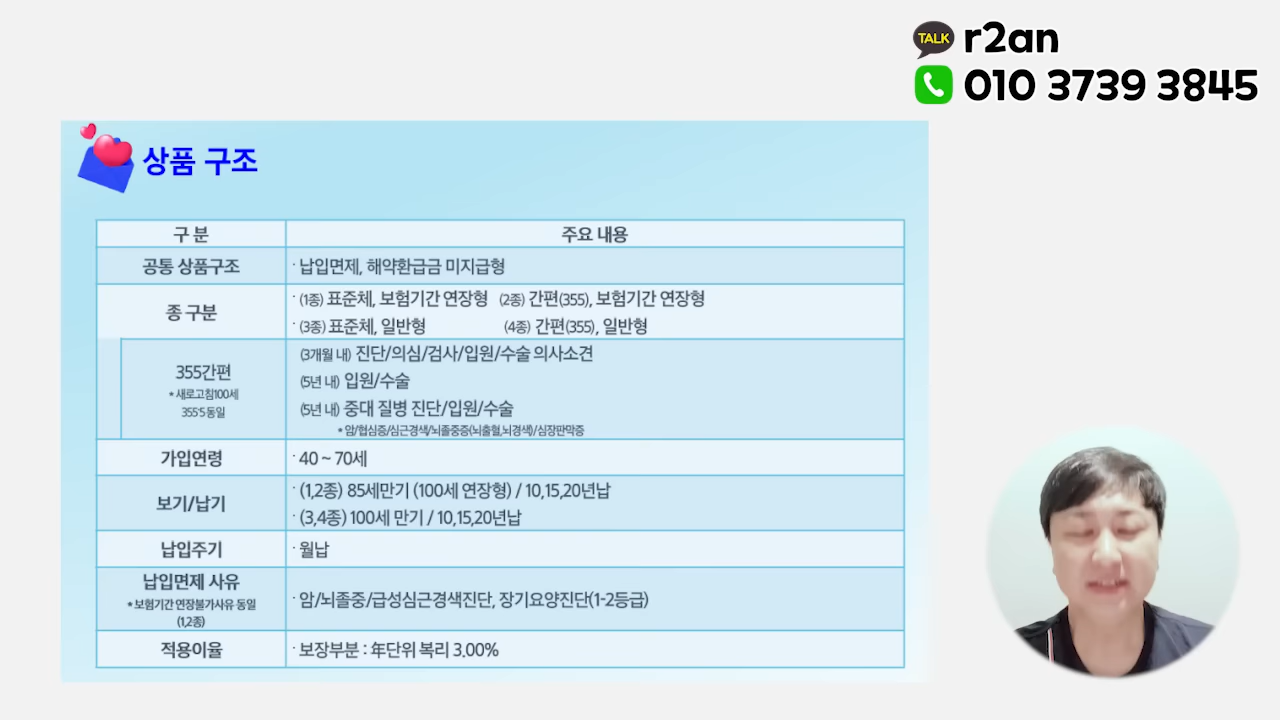 TALK r2an
010 3739 3845
상품 구조
구 분 주요 내용
공통 상품구조 · 납입면제, 해약환급금 미지급형
종 구분 · (1종) 표준체, 보험기간 연장형 (2종) 간편(355), 보험기간 연장형
· (3종) 표준체, 일반형 (4종) 간편(355), 일반형
355간편
* 새로고침100세
355'5 동일
(3개월 내) 진단/의심/검사/입원/수술 의사소견
(5년 내) 입원/수술
(5년 내) 중대 질병 진단/입원/수술
* 암/협심증/심근경색/뇌졸중증(뇌출혈,뇌경색)/심장판막증
가입연령 · 40 ~ 70세
보기/납기 · (1,2종) 85세만기 (100세 연장형) / 10,15,20년납
· (3,4종) 100세 만기 / 10,15,20년납
납입주기 · 월납
납입면제 사유
* 보험기간 연장불가사유 동일
(1,2종)
· 암/뇌졸중/급성심근경색진단, 장기요양진단(1-2등급)
적용이율 · 보장부분 : 年단위 복리 3.00%